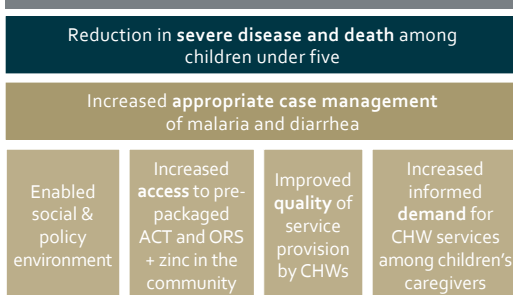 Reduction in severe disease and death among
children under five
Increased appropriate case management
of malaria and diarrhea
Enabled
social &
policy
environment
Increased
access to pre-
packaged
ACT and ORS
+ zinc in the
community
Improved
quality of
service
provision
by CHWs
Increased
informed
demand for
CHW services
among children’s
caregivers